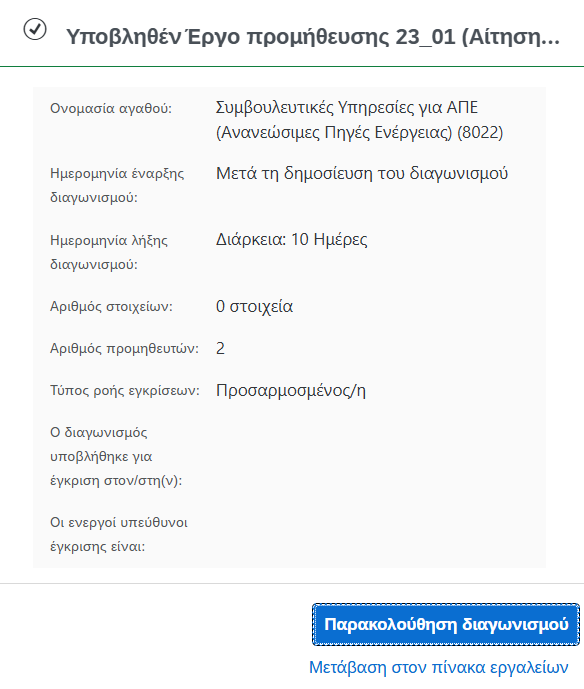 Υποβληθέν Έργο προμήθευσης 23_01 (Αίτηση...
Ονομασία αγαθού: Συμβουλευτικές Υπηρεσίες για ΑΠΕ
(Ανανεώσιμες Πηγές Ενέργειας) (8022)
Ημερομηνία έναρξης Μετά τη δημοσίευση του διαγωνισμού
διαγωνισμού:
Ημερομηνία λήξης Διάρκεια: 10 Ημέρες
διαγωνισμού:
Αριθμός στοιχείων: 0 στοιχεία
Αριθμός προμηθευτών: 2
Τύπος ροής εγκρίσεων: Προσαρμοσμένος/η
Ο διαγωνισμός
υποβλήθηκε για
έγκριση στον/στη(ν):
Οι ενεργοί υπεύθυνοι
έγκρισης είναι:
Παρακολούθηση διαγωνισμού
Μετάβαση στον πίνακα εργαλείων